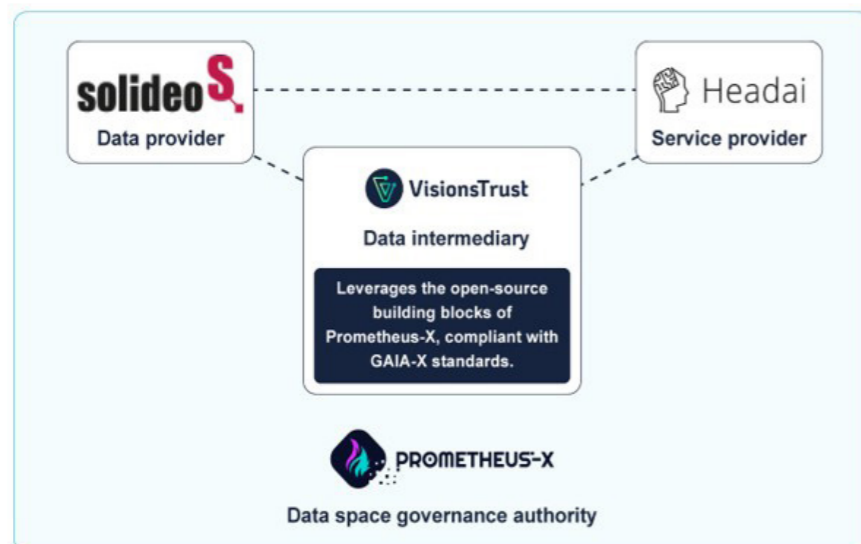 solideo S
Headai
Data provider
Service provider
VisionsTrust
Data intermediary
Leverages the open-source
building blocks of
Prometheus-X, compliant with
GAIA-X standards.
PROMETHEUS-X
Data space governance authority